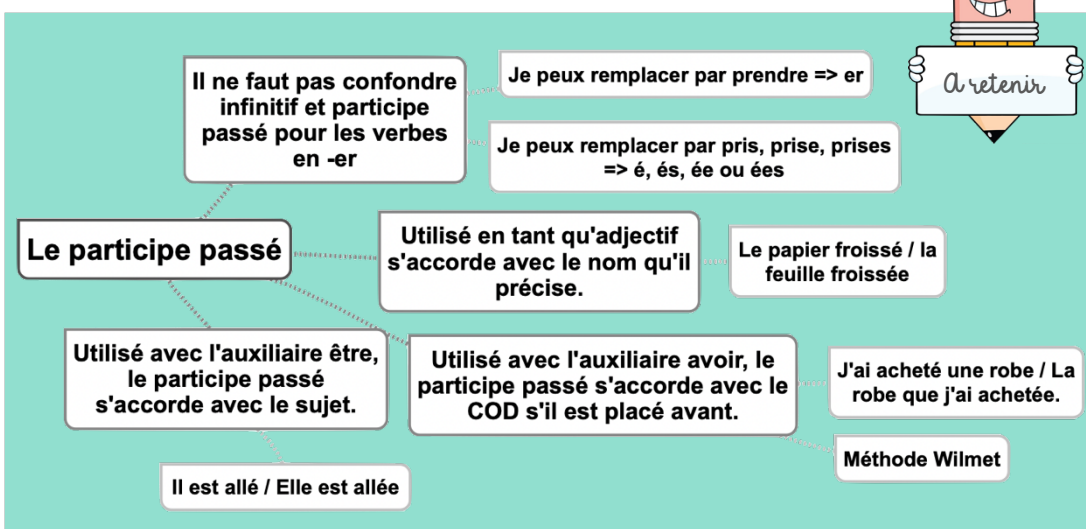 A retenir
Il ne faut pas confondre
infinitif et participe
passé pour les verbes
en -er
Je peux remplacer par prendre => er
Je peux remplacer par pris, prise, prises
=> é, és, ée ou ées
Le participe passé
Utilisé en tant qu'adjectif
s'accorde avec le nom qu'il
précise.
Le papier froissé / la
feuille froissée
Utilisé avec l'auxiliaire être,
le participe passé
s'accorde avec le sujet.
Il est allé / Elle est allée
Utilisé avec l'auxiliaire avoir, le
participe passé s'accorde avec le
COD s'il est placé avant.
J'ai acheté une robe / La
robe que j'ai achetée.
Méthode Wilmet